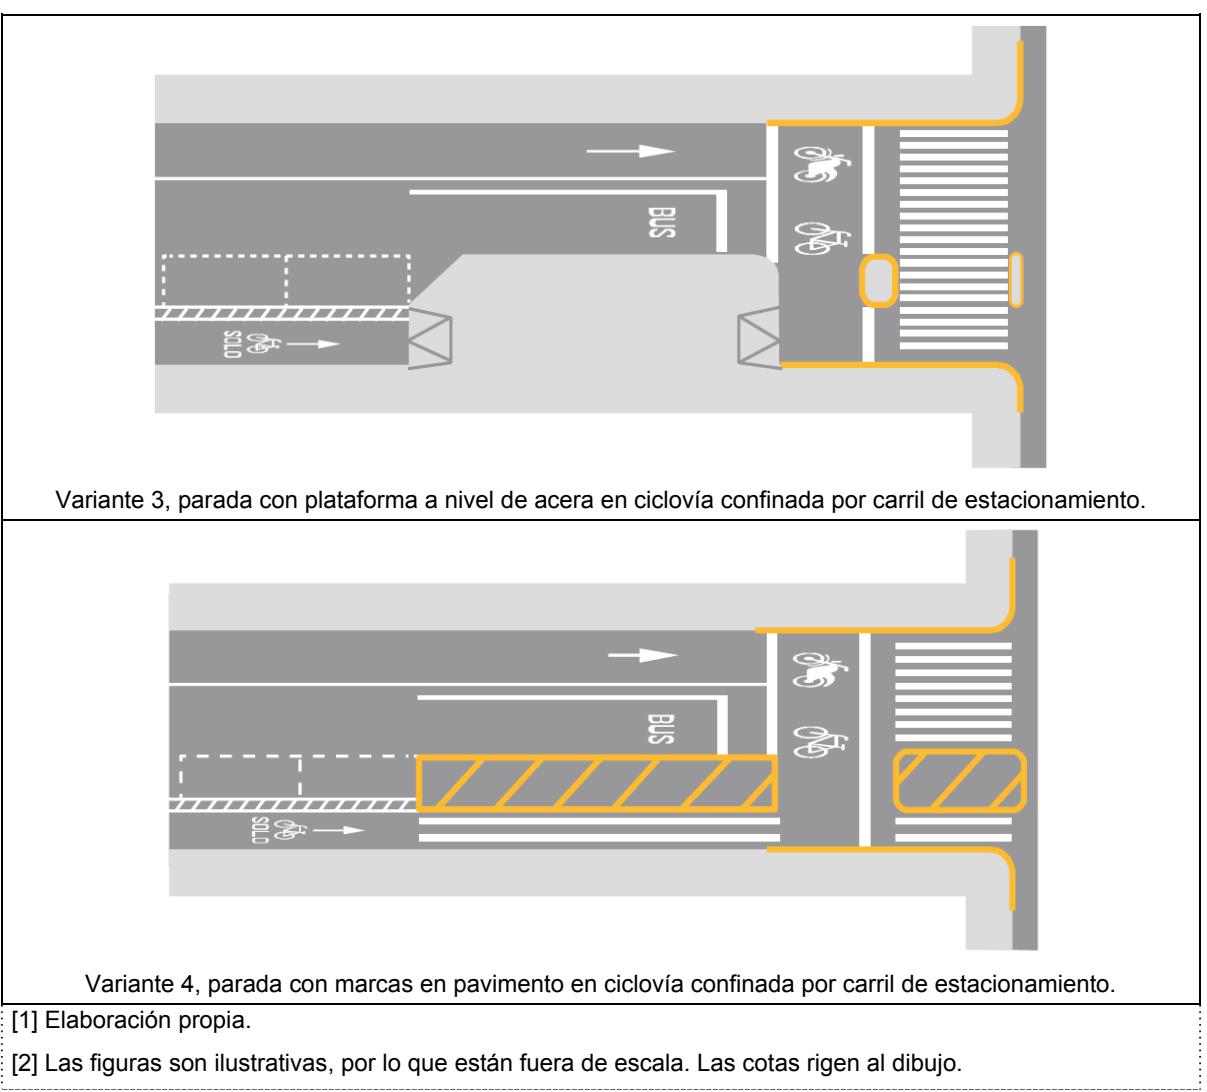 BUS
SOLO
Variante 3, parada con plataforma a nivel de acera en ciclovía confinada por carril de estacionamiento.
BUS
SOLO
Variante 4, parada con marcas en pavimento en ciclovía confinada por carril de estacionamiento.
[1] Elaboración propia.
[2] Las figuras son ilustrativas, por lo que están fuera de escala. Las cotas rigen al dibujo.